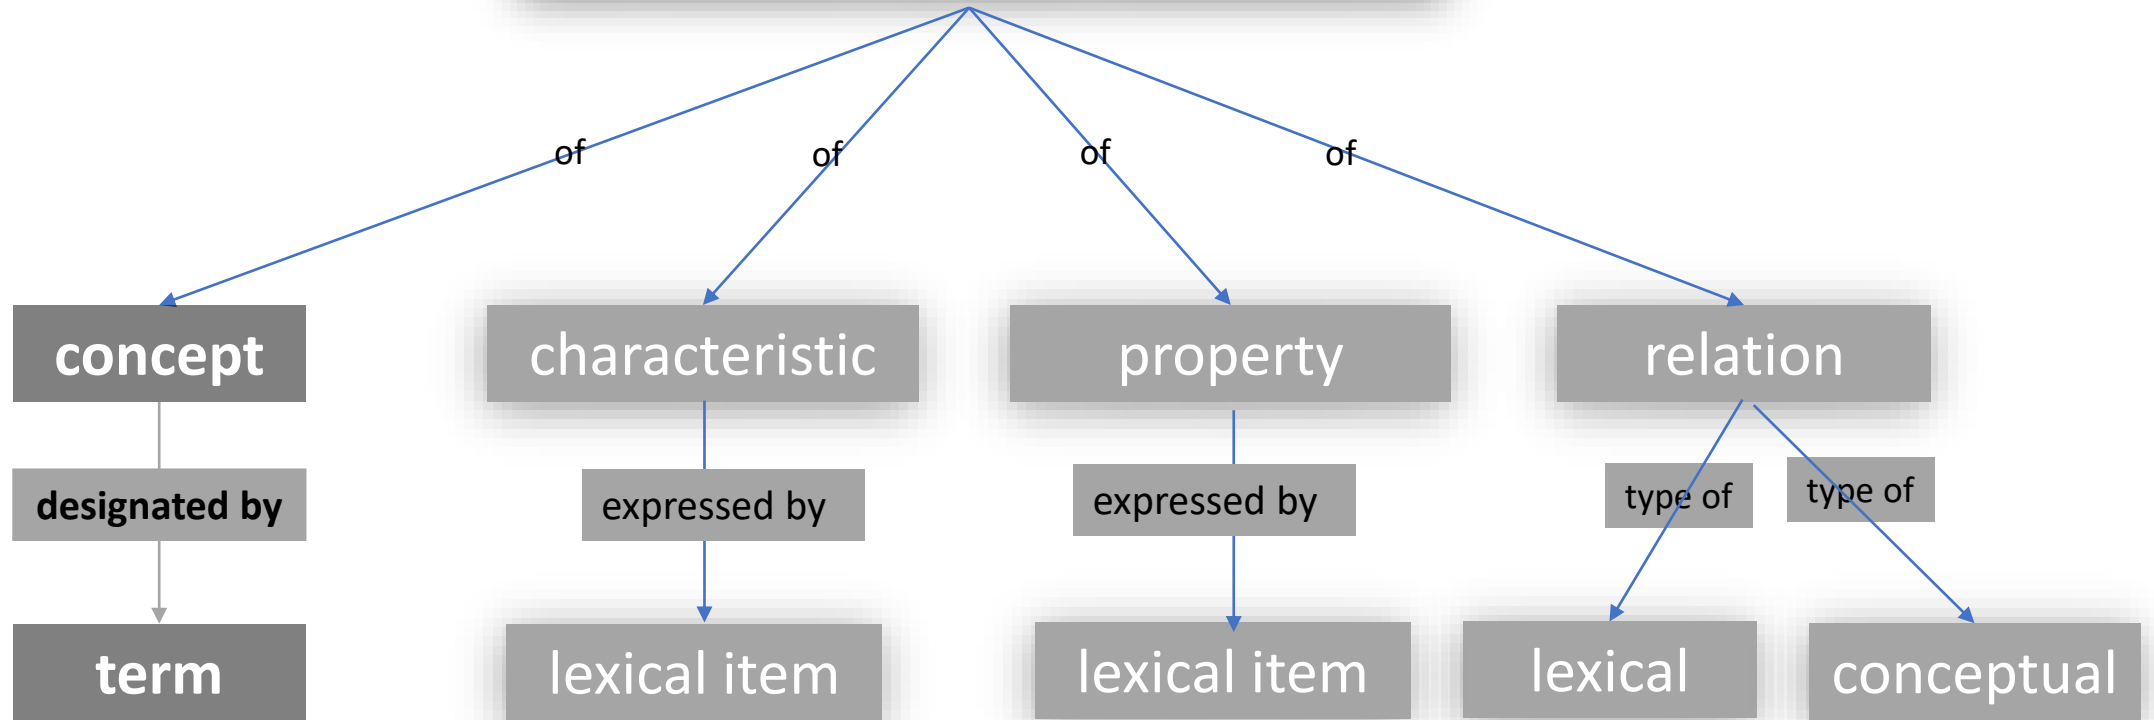 of
of
of
of
concept
characteristic
property
relation
designated by
expressed by
expressed by
type of
type of
term
lexical item
lexical item
lexical
conceptual